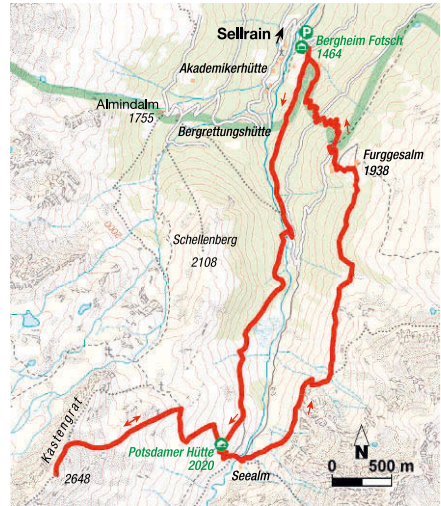 Sellrain
P
Bergheim Fotsch
1464
Akademikerhütte
Almindalm
1755
Bergrettungshütte
Furggesalm
1938
Schellenberg
2108
Kastengrat
2648
Potsdamer Hütte
2020
Seealm
N
0 500 m